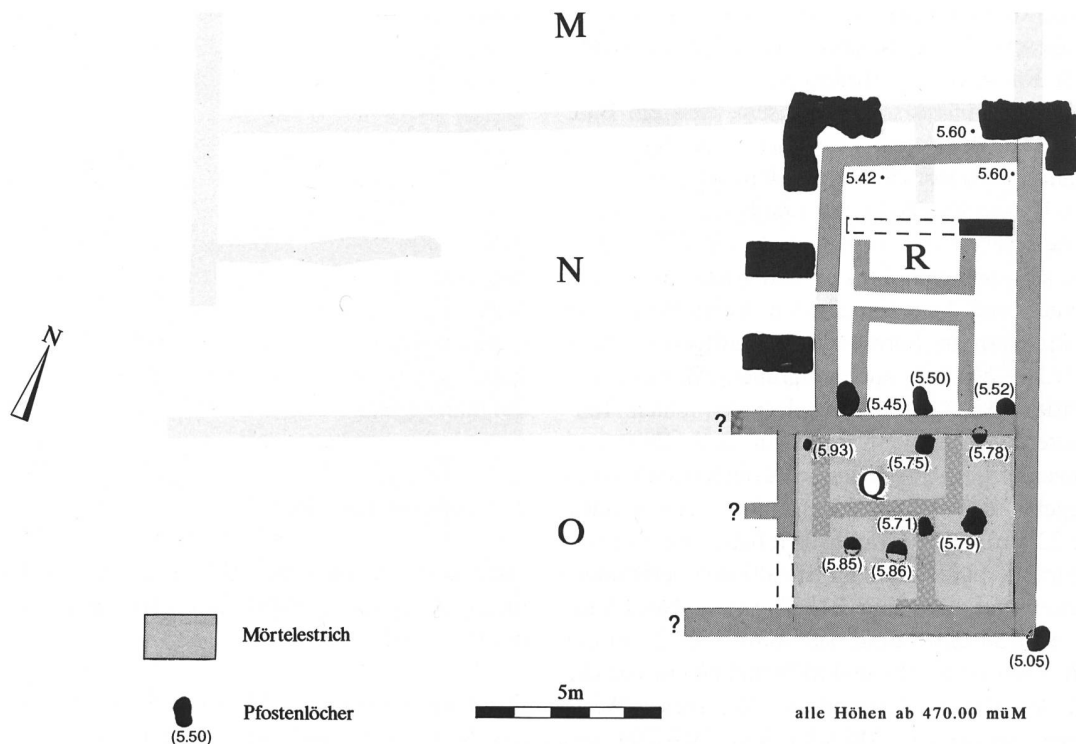 M
5.60
5.42
5.60
R
N
N
(5.50)
(5.52)
(5.45)
?
(5.93)
(5.75)
(5.78)
Q
?
(5.71)
O
(5.79)
(5.85)
(5.86)
?
Mörtelestrich
(5.05)
5m
Pfostenlöcher
alle Höhen ab 470.00 müM
(5.50)